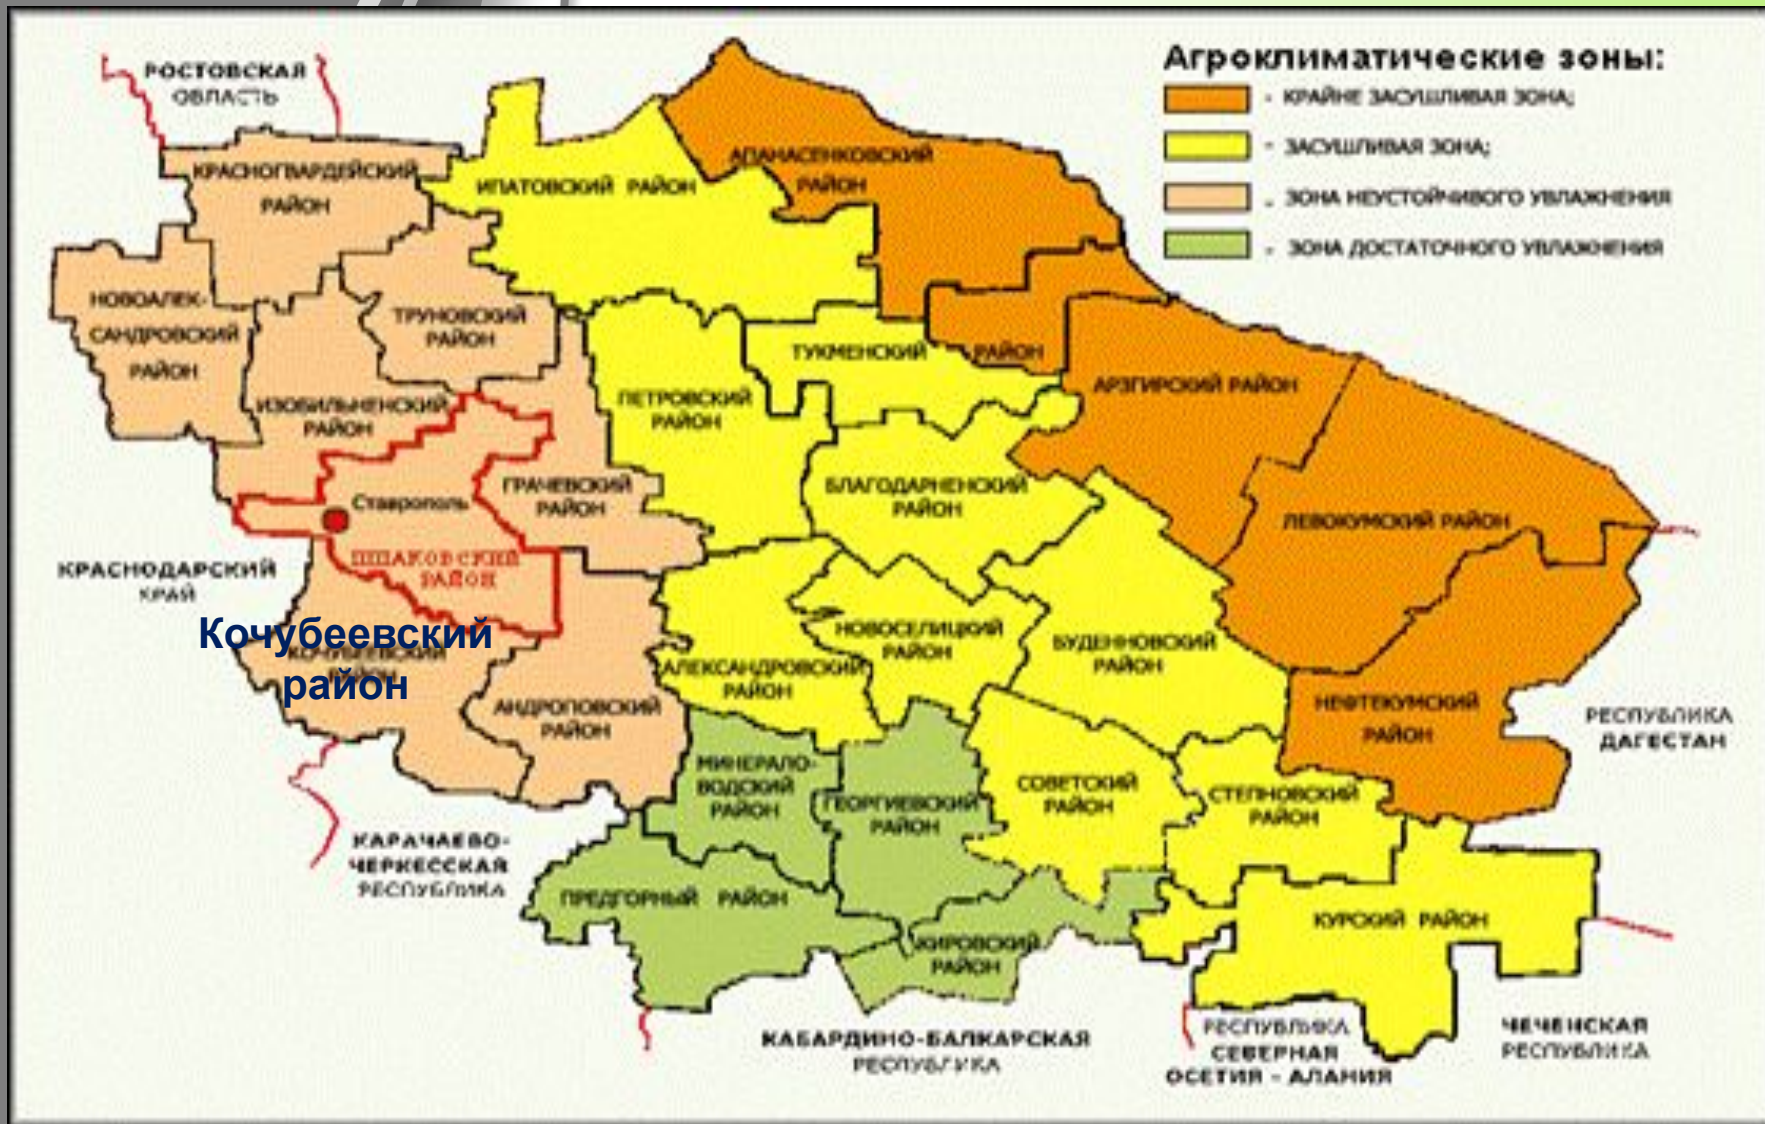 Агроклиматические зоны:
- КРАЙНЕ ЗАСУШЛИВАЯ ЗОНА;
- ЗАСУШЛИВАЯ ЗОНА;
- ЗОНА НЕУСТОЙЧИВОГО УВЛАЖНЕНИЯ
- ЗОНА ДОСТАТОЧНОГО УВЛАЖНЕНИЯ
РОСТОВСКАЯ
ОБЛАСТЬ
КРАСНОГВАРДЕЙСКИЙ
РАЙОН
ИПАТОВСКИЙ РАЙОН
АПАНАСЕНКОВСКИЙ
РАЙОН
НОВОАЛЕК-
САНДРОВСКИЙ
РАЙОН
ТРУНОВСКИЙ
РАЙОН
ТУКМЕНСКИЙ
РАЙОН
АРЗГИРСКИЙ РАЙОН
ИЗОБИЛЬНЕНСКИЙ
РАЙОН
ПЕТРОВСКИЙ
РАЙОН
ГРАЧЕВСКИЙ
РАЙОН
БЛАГОДАРНЕНСКИЙ
РАЙОН
Ставрополь
ЛЕВОКУМСКИЙ РАЙОН
ШПАКОВСКИЙ
РАЙОН
КРАСНОДАРСКИЙ
КРАЙ
Кочубеевский
район
КОЧУБЕЕВСКИЙ
РАЙОН
АЛЕКСАНДРОВСКИЙ
РАЙОН
НОВОСЕЛИЦКИЙ
РАЙОН
БУДЕННОВСКИЙ
РАЙОН
АНДРОПОВСКИЙ
РАЙОН
НЕФТЕКУМСКИЙ
РАЙОН
РЕСПУБЛИКА
ДАГЕСТАН
МИНЕРАЛО-
ВОДСКИЙ
РАЙОН
ГЕОРГИЕВСКИЙ
РАЙОН
СОВЕТСКИЙ
РАЙОН
СТЕПНОВСКИЙ
РАЙОН
КАРАЧАЕВО-
ЧЕРКЕССКАЯ
РЕСПУБЛИКА
ПРЕДГОРНЫЙ РАЙОН
КИРОВСКИЙ
РАЙОН
КУРСКИЙ РАЙОН
КАБАРДИНО-БАЛКАРСКАЯ
РЕСПУБЛИКА
РЕСПУБЛИКА
СЕВЕРНАЯ
ОСЕТИЯ - АЛАНИЯ
ЧЕЧЕНСКАЯ
РЕСПУБЛИКА